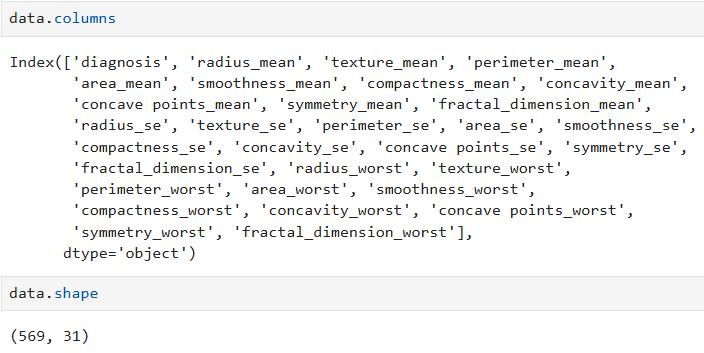 data.columns
Index(['diagnosis', 'radius_mean', 'texture_mean', 'perimeter_mean',
'area_mean', 'smoothness_mean', 'compactness_mean', 'concavity_mean',
'concave points_mean', 'symmetry_mean', 'fractal_dimension_mean',
'radius_se', 'texture_se', 'perimeter_se', 'area_se', 'smoothness_se',
'compactness_se', 'concavity_se', 'concave points_se', 'symmetry_se',
'fractal_dimension_se', 'radius_worst', 'texture_worst',
'perimeter_worst', 'area_worst', 'smoothness_worst',
'compactness_worst', 'concavity_worst', 'concave points_worst',
'symmetry_worst', 'fractal_dimension_worst'],
dtype='object')
data.shape
(569, 31)